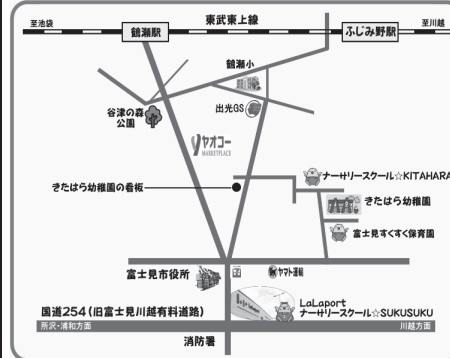 至池袋
東武東上線
至川越
鶴瀬駅
ふじみ野駅
鶴瀬小
出光GS
谷津の森
公園
ヤオコー
MARKETPLACE
ナーサリースクール☆KITAHARA
きたはら幼稚園の看板
きたはら幼稚園
富士見すくすく保育園
富士見市役所
ヤマト運輸
LaLaport
ナーサリースクール☆SUKUSUKU
国道254(旧富士見川越有料道路)
所沢・浦和方面
川越方面
消防署